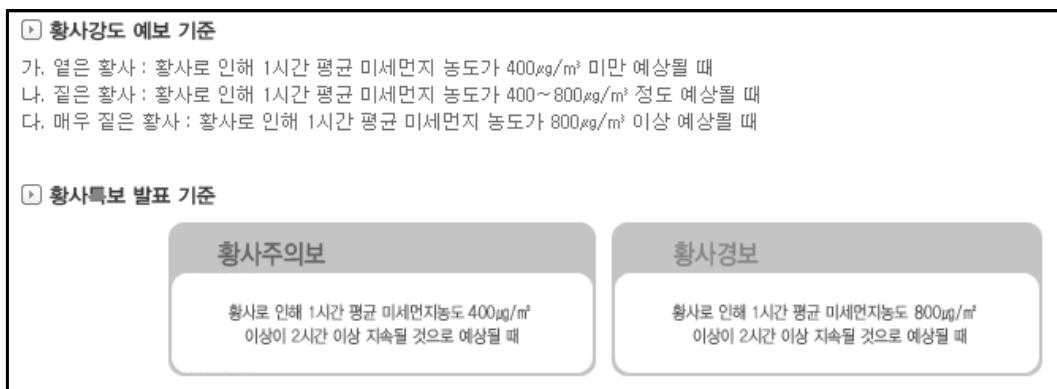 황사강도 예보 기준
가. 옅은 황사 : 황사로 인해 1시간 평균 미세먼지 농도가 400㎍/㎥ 미만 예상될 때
나. 짙은 황사 : 황사로 인해 1시간 평균 미세먼지 농도가 400~800㎍/㎥ 정도 예상될 때
다. 매우 짙은 황사 : 황사로 인해 1시간 평균 미세먼지 농도가 800㎍/㎥ 이상 예상될 때
황사특보 발표 기준
황사주의보
황사로 인해 1시간 평균 미세먼지농도 400㎍/㎥
이상이 2시간 이상 지속될 것으로 예상될 때
황사경보
황사로 인해 1시간 평균 미세먼지농도 800㎍/㎥
이상이 2시간 이상 지속될 것으로 예상될 때